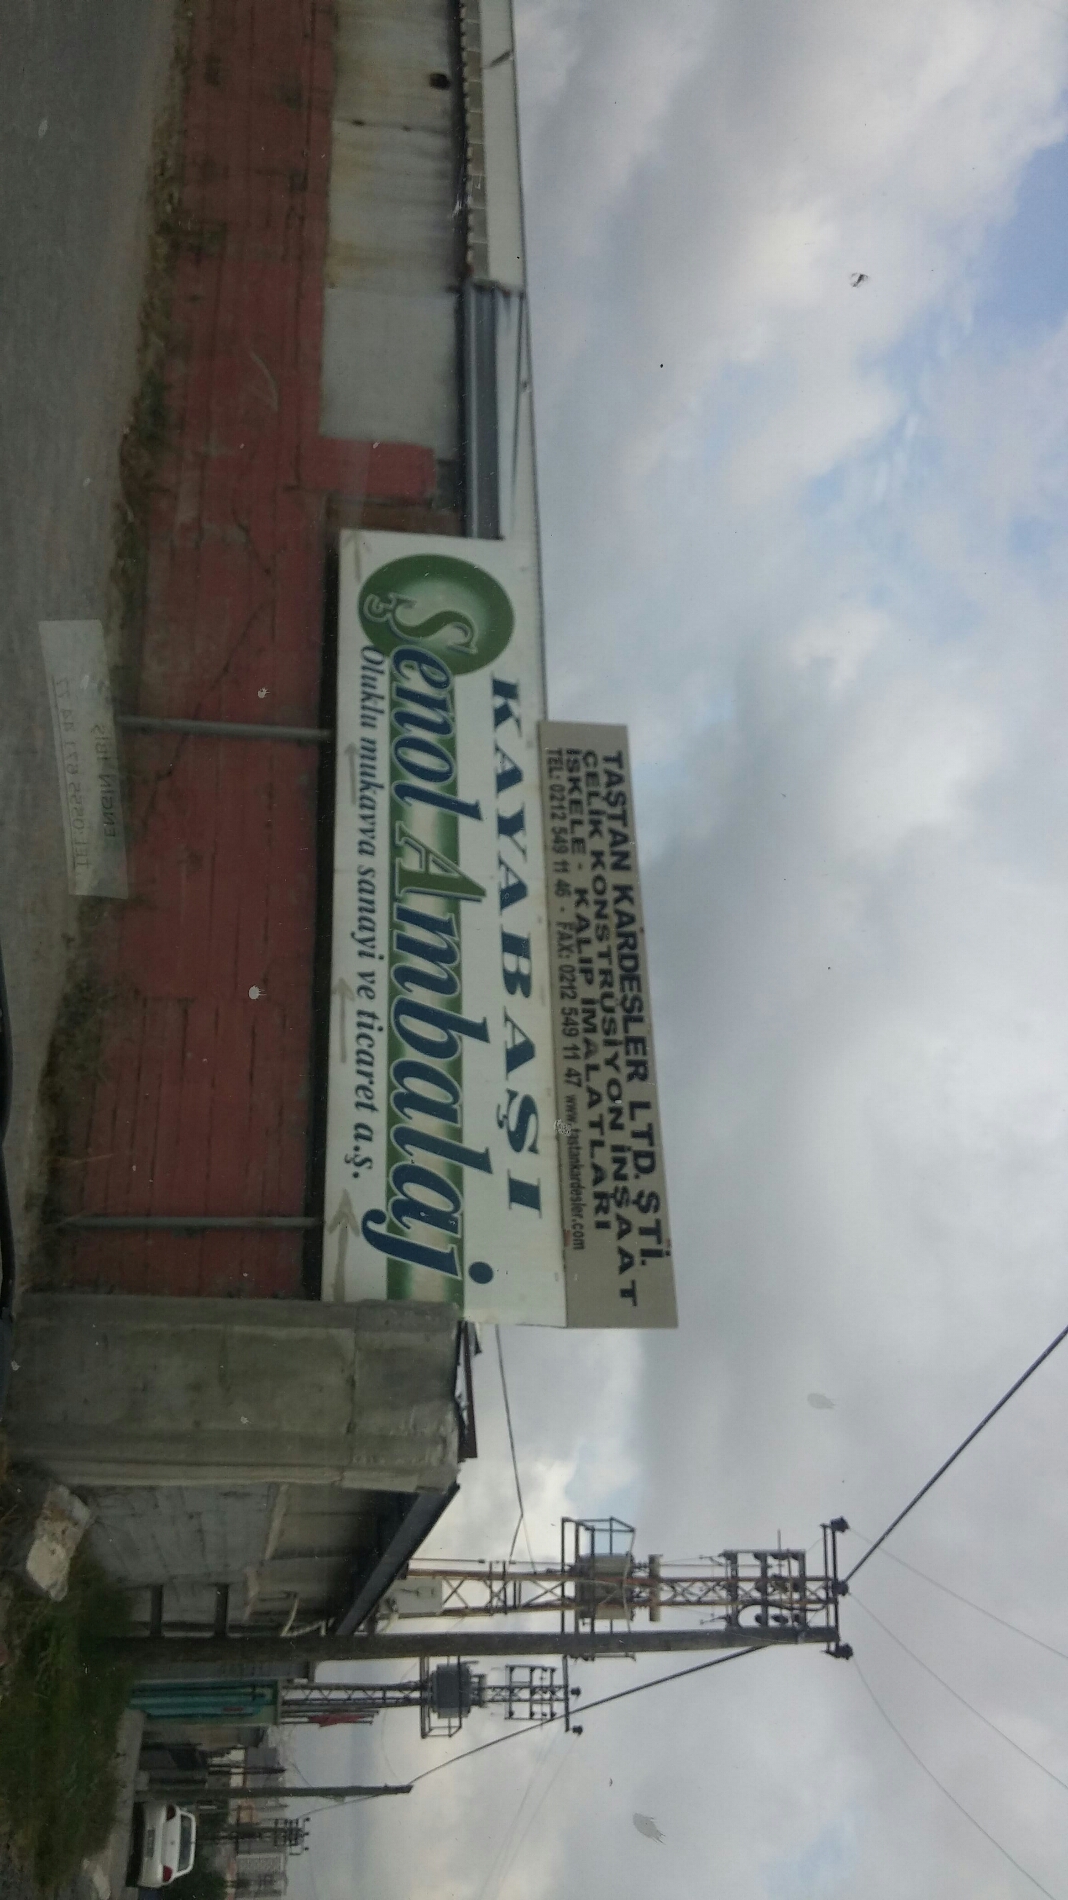 TAŞTAN KARDEŞLER LTD. ŞTİ.
ÇELİK KONSTRÜSİYON İNŞAAT
İSKELE - KALIP İMALATLARI
TEL: 0212 549 11 46 - FAX: 0212 549 11 47 www.tastankardesler.com
KAYABAŞI
Şenol Ambalaj
Oluklu mukavva sanayi ve ticaret a.ş.